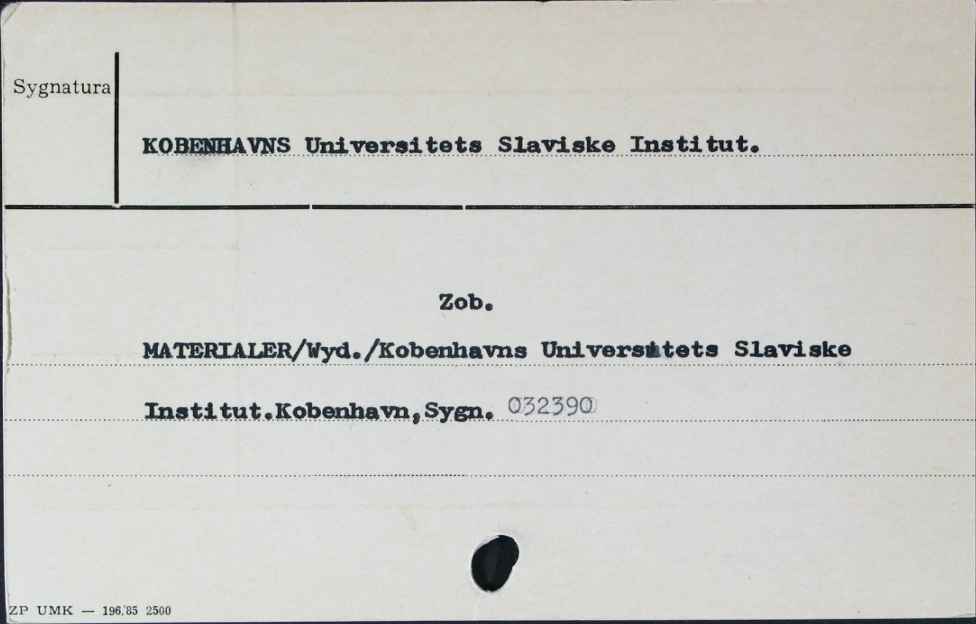 Sygnatura
KOBENHAVNS Universitets Slaviske Institut.
Zob.
MATERIALER/Wyd./Kobenhavns Universitets Slaviske
Institut.Kobenhavn,Sygn. 032390
ZP UMK — 196/85 2500